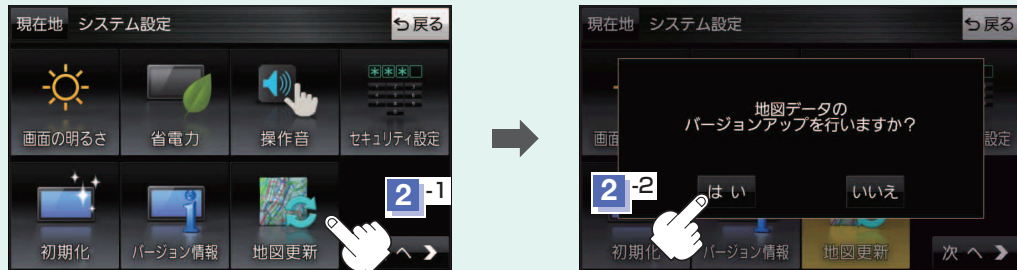 現在地 システム設定 戻る
画面の明るさ 省電力 操作音 セキュリティ設定
2-1
初期化 バージョン情報 地図更新 へ
現在地 システム設定 戻る
地図データの
バージョンアップを行いますか?
画面 設定
2-2
はい いいえ
初期化 バージョン情報 地図更新 次へ